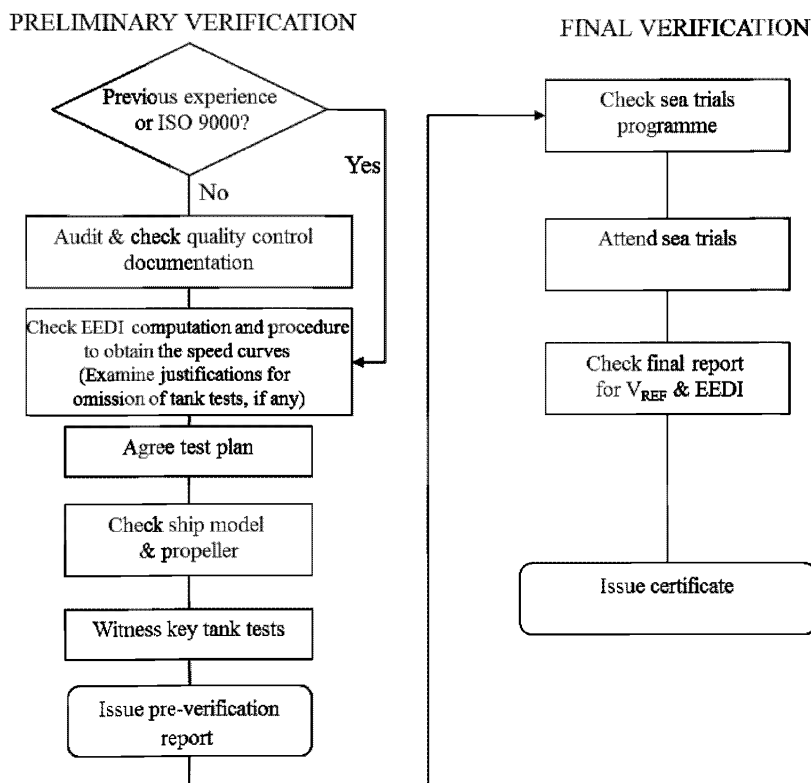 PRELIMINARY VERIFICATION
Previous experience
or ISO 9000?
Yes
No
Audit & check quality control
documentation
Check EEDI computation and procedure
to obtain the speed curves
(Examine justifications for
omission of tank tests, if any)
Agree test plan
Check ship model
& propeller
Witness key tank tests
Issue pre-verification
report
FINAL VERIFICATION
Check sea trials
programme
Attend sea trials
Check final report
for VREF & EEDI
Issue certificate